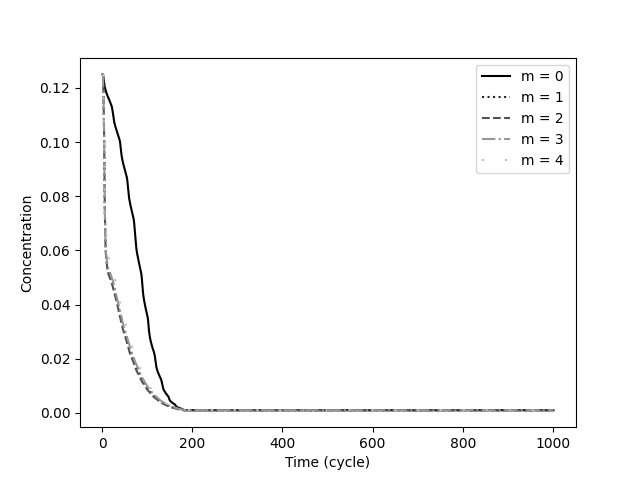 m = 0
m = 1
m = 2
m = 3
m = 4
0.12
0.10
0.08
0.06
0.04
0.02
0.00
Concentration
0 200 400 600 800 1000
Time (cycle)